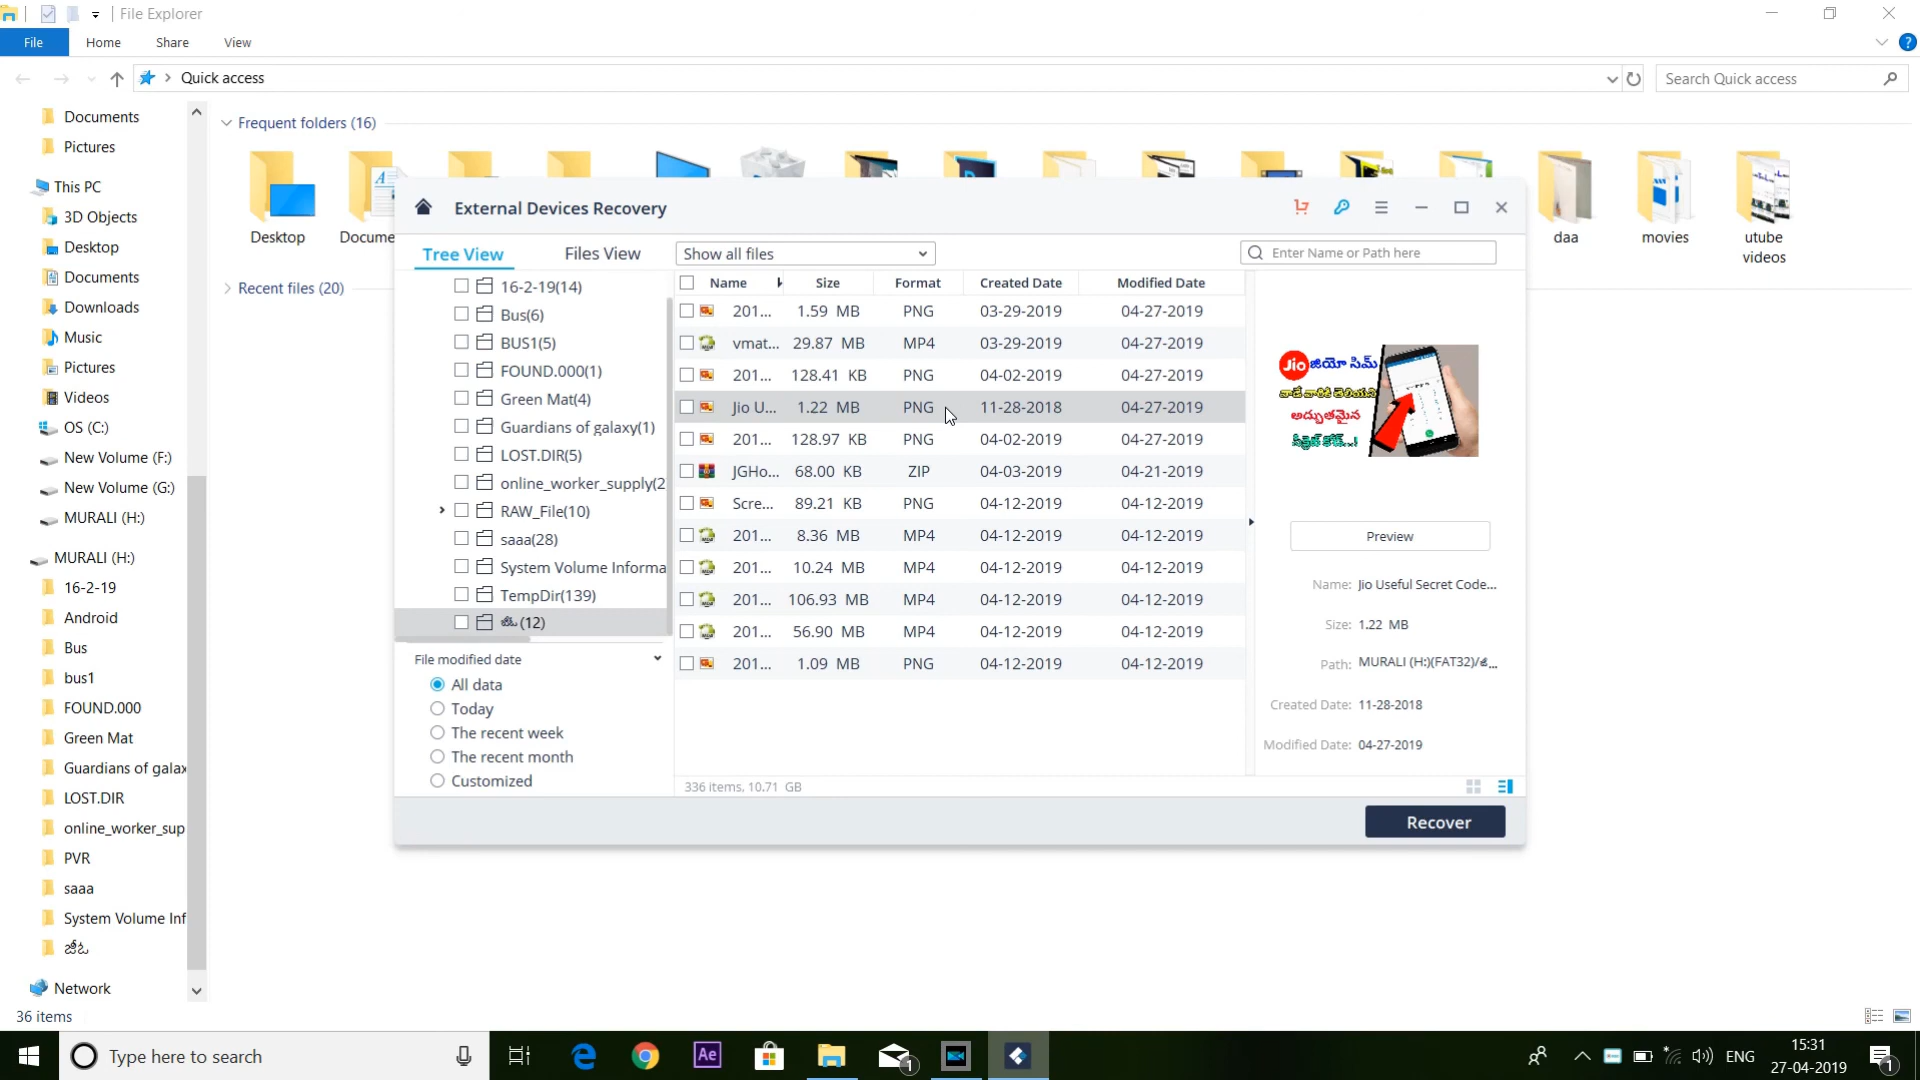 File Explorer
File
Home
Share
View
Quick access
Search Quick access
Documents
Pictures
This PC
3D Objects
Desktop
Documents
Downloads
Music
Pictures
Videos
OS (C:)
New Volume (F:)
New Volume (G:)
MURALI (H:)
MURALI (H:)
16-2-19
Android
Bus
bus1
FOUND.000
Green Mat
Guardians of galax
LOST.DIR
online_worker_sup
PVR
saaa
System Volume Inf
జీఓ
Network
36 items
Frequent folders (16)
Desktop
Docume
daa
movies
utube
videos
Recent files (20)
External Devices Recovery
Tree View
Files View
Show all files
Enter Name or Path here
16-2-19(14)
Bus(6)
BUS1(5)
FOUND.000(1)
Green Mat(4)
Guardians of galaxy(1)
LOST.DIR(5)
online_worker_supply(2
RAW_File(10)
saaa(28)
System Volume Informa
TempDir(139)
జీఓ(12)
File modified date
All data
Today
The recent week
The recent month
Customized
Name Size Format Created Date Modified Date
201... 1.59 MB PNG 03-29-2019 04-27-2019
vmat... 29.87 MB MP4 03-29-2019 04-27-2019
201... 128.41 KB PNG 04-02-2019 04-27-2019
Jio U... 1.22 MB PNG 11-28-2018 04-27-2019
201... 128.97 KB PNG 04-02-2019 04-27-2019
JGHo... 68.00 KB ZIP 04-03-2019 04-21-2019
Scre... 89.21 KB PNG 04-12-2019 04-12-2019
201... 8.36 MB MP4 04-12-2019 04-12-2019
201... 10.24 MB MP4 04-12-2019 04-12-2019
201... 106.93 MB MP4 04-12-2019 04-12-2019
201... 56.90 MB MP4 04-12-2019 04-12-2019
201... 1.09 MB PNG 04-12-2019 04-12-2019
336 items, 10.71 GB
Jio జియో సిమ్
వాడే వారికి తెలియని
అద్భుతమైన
సీక్రెట్ కోడ్..!
Preview
Name: Jio Useful Secret Code...
Size: 1.22 MB
Path: MURALI (H:)(FAT32)/జీ...
Created Date: 11-28-2018
Modified Date: 04-27-2019
Recover
Type here to search
Ae
1
ENG
15:31
27-04-2019
1